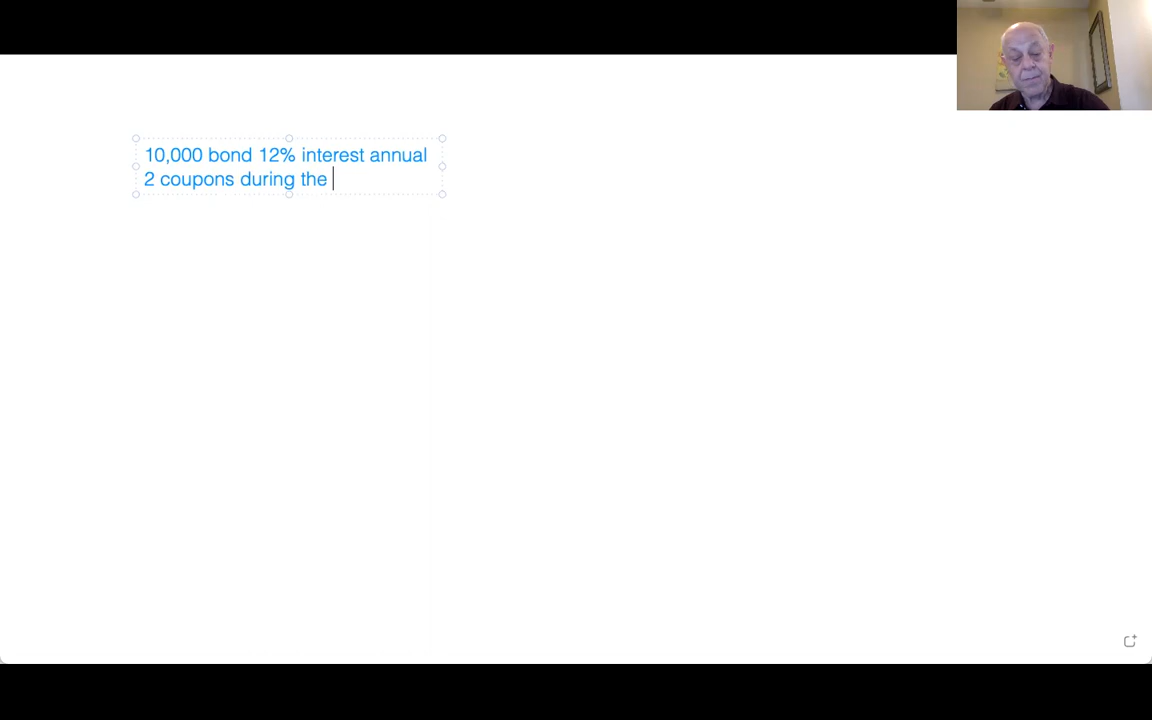 10,000 bond 12% interest annual
2 coupons during the